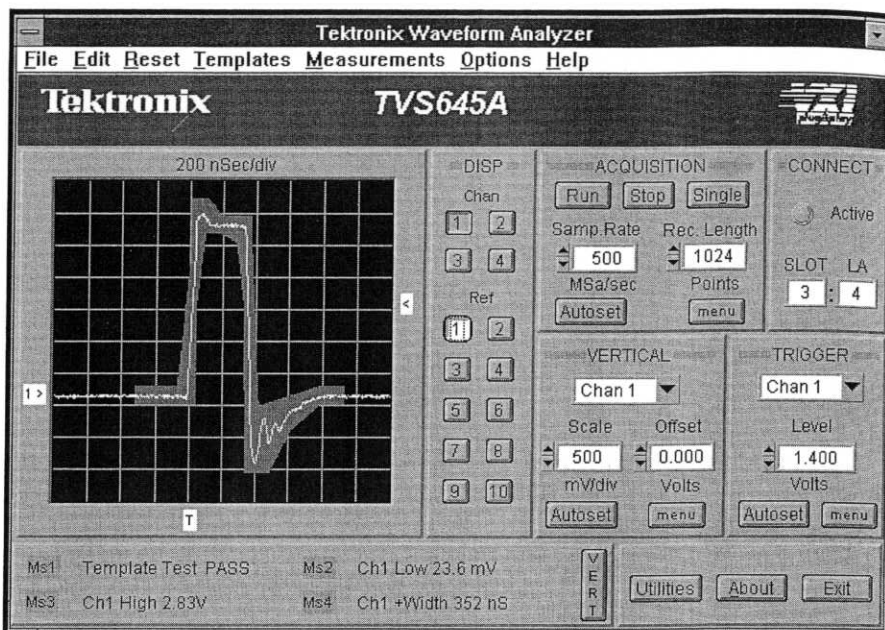 Tektronix Waveform Analyzer
File Edit Reset Templates Measurements Options Help
Tektronix TVS645A VXI plug&play
200 nSec/div
1 >
<
T
DISP
Chan
1 2
3 4
Ref
1 2
3 4
5 6
7 8
9 10
ACQUISITION
Run Stop Single
Samp.Rate Rec. Length
500 1024
MSa/sec Points
Autoset menu
CONNECT
Active
SLOT LA
3 : 4
VERTICAL
Chan 1
Scale Offset
500 0.000
mV/div Volts
Autoset menu
TRIGGER
Chan 1
Level
1.400
Volts
Autoset menu
Ms1 Template Test PASS Ms2 Ch1 Low 23.6 mV
Ms3 Ch1 High 2.83V Ms4 Ch1 +Width 352 nS
VERT
Utilities About Exit